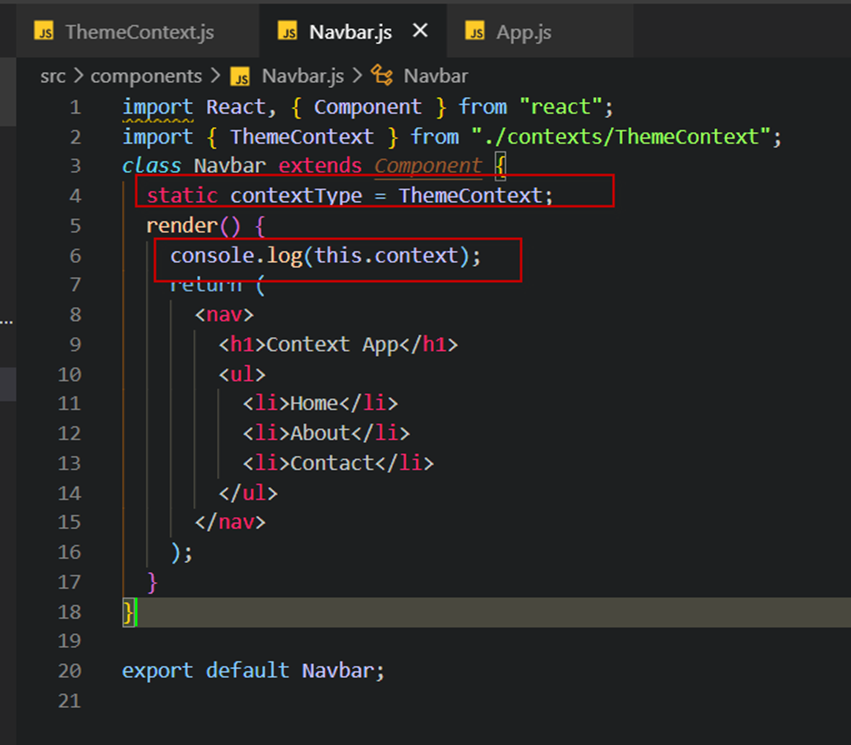 JS ThemeContext.js JS Navbar.js × JS App.js
src > components > JS Navbar.js > Navbar
1 import React, { Component } from "react";
2 import { ThemeContext } from "./contexts/ThemeContext";
3 class Navbar extends Component {
4 static contextType = ThemeContext;
5 render() {
6 console.log(this.context);
7 return (
8 <nav>
9 <h1>Context App</h1>
10 <ul>
11 <li>Home</li>
12 <li>About</li>
13 <li>Contact</li>
14 </ul>
15 </nav>
16 );
17 }
18 }
19
20 export default Navbar;
21